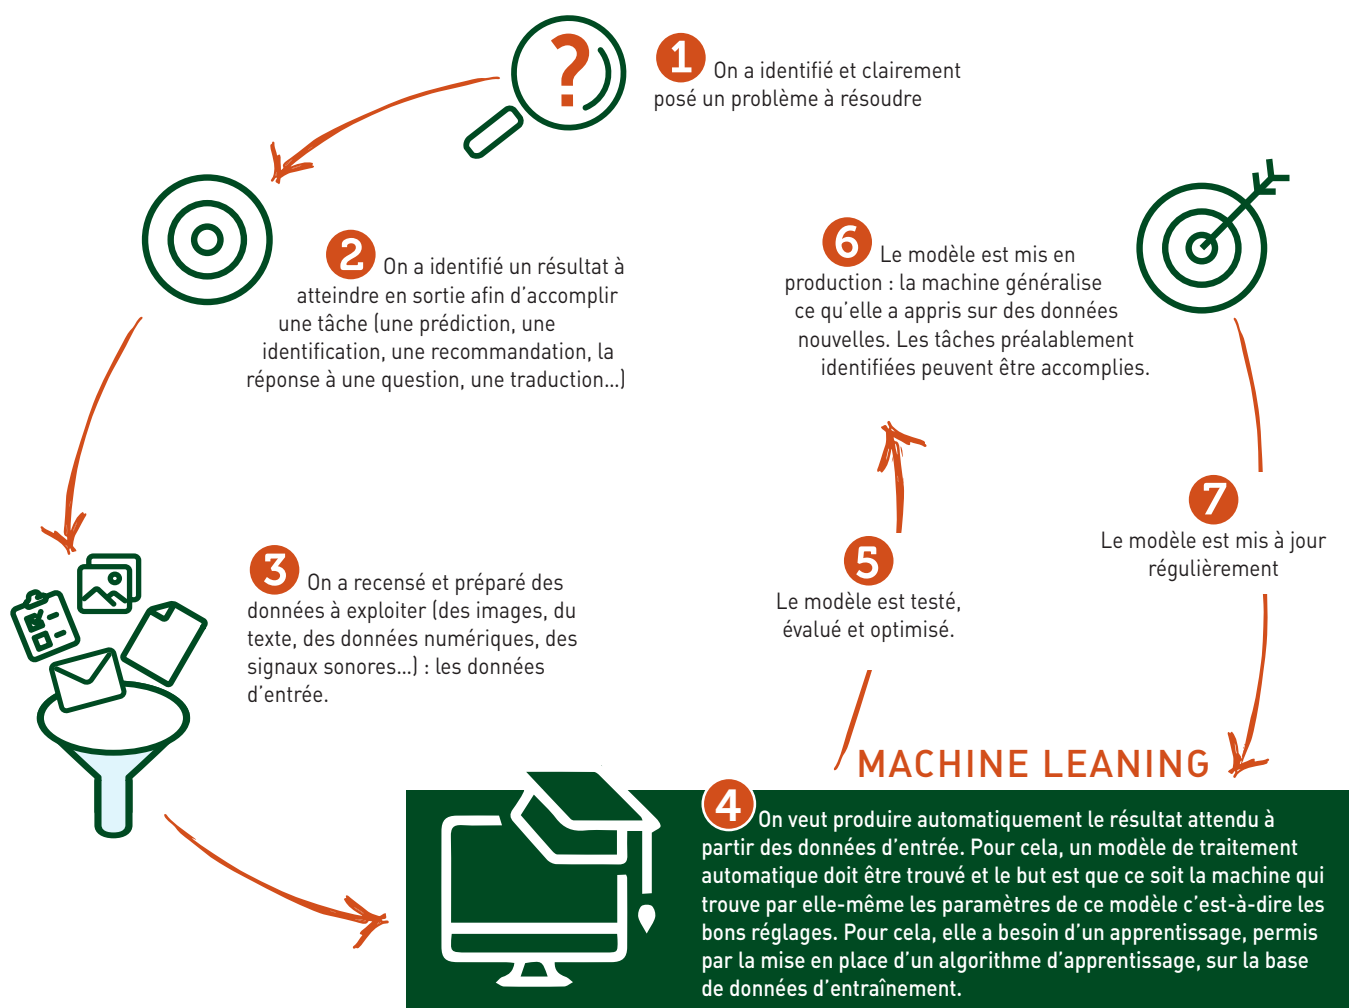 ?
1 On a identifié et clairement
posé un problème à résoudre
2 On a identifié un résultat à
atteindre en sortie afin d’accomplir
une tâche (une prédiction, une
identification, une recommandation, la
réponse à une question, une traduction...)
3 On a recensé et préparé des
données à exploiter (des images, du
texte, des données numériques, des
signaux sonores...) : les données
d’entrée.
MACHINE LEANING
4 On veut produire automatiquement le résultat attendu à
partir des données d’entrée. Pour cela, un modèle de traitement
automatique doit être trouvé et le but est que ce soit la machine qui
trouve par elle-même les paramètres de ce modèle c’est-à-dire les
bons réglages. Pour cela, elle a besoin d’un apprentissage, permis
par la mise en place d’un algorithme d’apprentissage, sur la base
de données d’entraînement.
5
Le modèle est testé,
évalué et optimisé.
6 Le modèle est mis en
production : la machine généralise
ce qu’elle a appris sur des données
nouvelles. Les tâches préalablement
identifiées peuvent être accomplies.
7
Le modèle est mis à jour
régulièrement